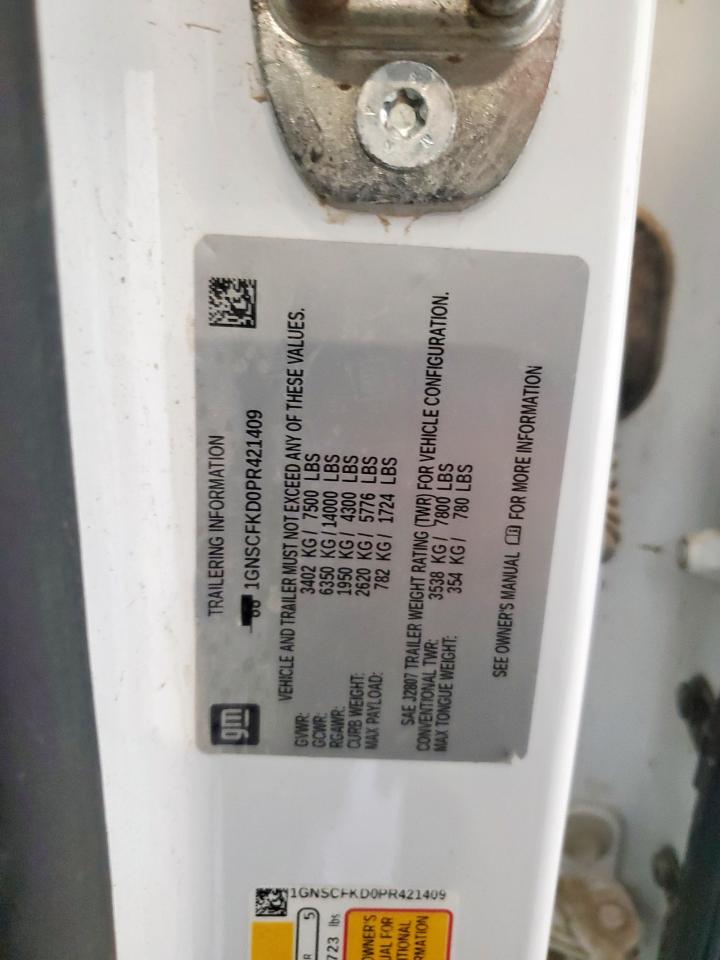 gm
TRAILERING INFORMATION
1GNSCFKD0PR421409
VEHICLE AND TRAILER MUST NOT EXCEED ANY OF THESE VALUES.
GVWR: 3402 KG / 7500 LBS
GCWR: 6350 KG / 14000 LBS
RGAWR: 1950 KG / 4300 LBS
CURB WEIGHT: 2620 KG / 5776 LBS
MAX PAYLOAD: 782 KG / 1724 LBS
SAE J2807 TRAILER WEIGHT RATING (TWR) FOR VEHICLE CONFIGURATION.
CONVENTIONAL TWR: 3538 KG / 7800 LBS
MAX TONGUE WEIGHT: 354 KG / 780 LBS
SEE OWNER'S MANUAL FOR MORE INFORMATION
1GNSCFKD0PR421409
R 5
723 lbs